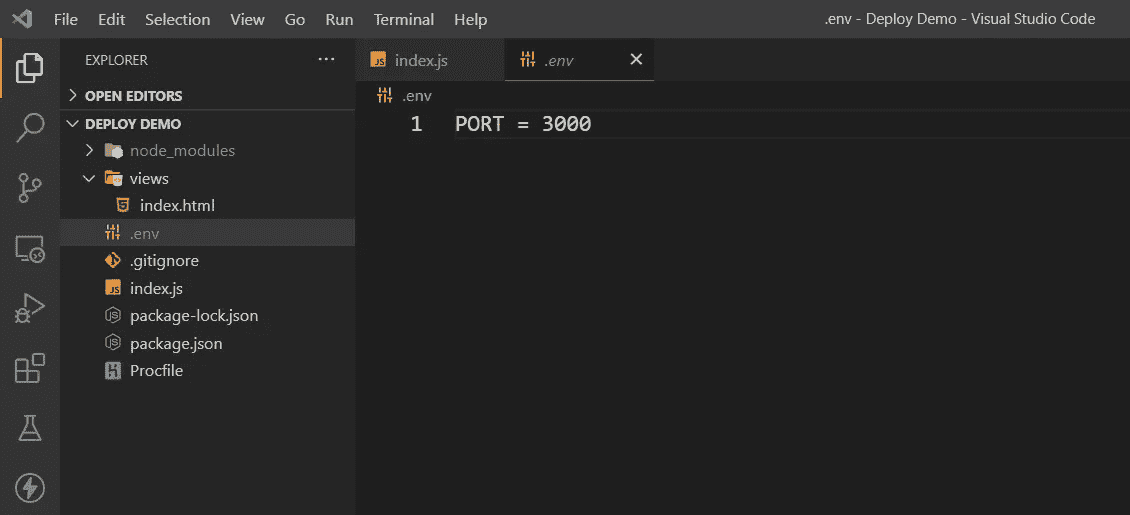 File Edit Selection View Go Run Terminal Help .env - Deploy Demo - Visual Studio Code
EXPLORER ...
index.js
.env
OPEN EDITORS
DEPLOY DEMO
node_modules
views
index.html
.env
.gitignore
JS index.js
package-lock.json
package.json
Procfile
JS
.env
1 PORT = 3000